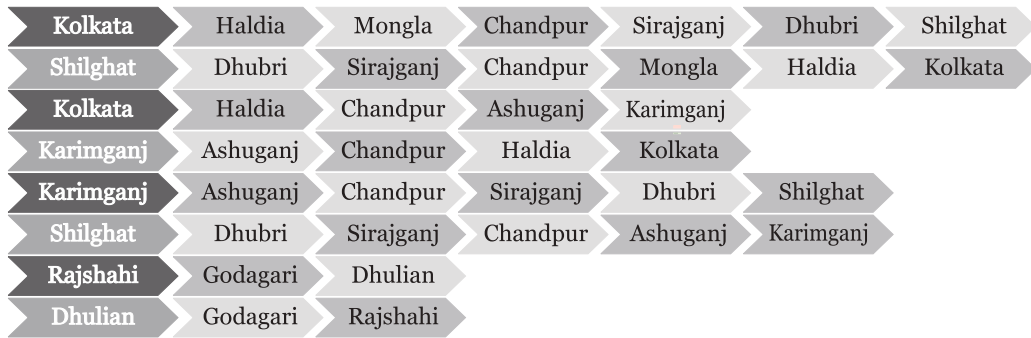 Kolkata Haldia Mongla Chandpur Sirajganj Dhubri Shilghat
Shilghat Dhubri Sirajganj Chandpur Mongla Haldia Kolkata
Kolkata Haldia Chandpur Ashuganj Karimganj
Karimganj Ashuganj Chandpur Haldia Kolkata
Karimganj Ashuganj Chandpur Sirajganj Dhubri Shilghat
Shilghat Dhubri Sirajganj Chandpur Ashuganj Karimganj
Rajshahi Godagari Dhulian
Dhulian Godagari Rajshahi